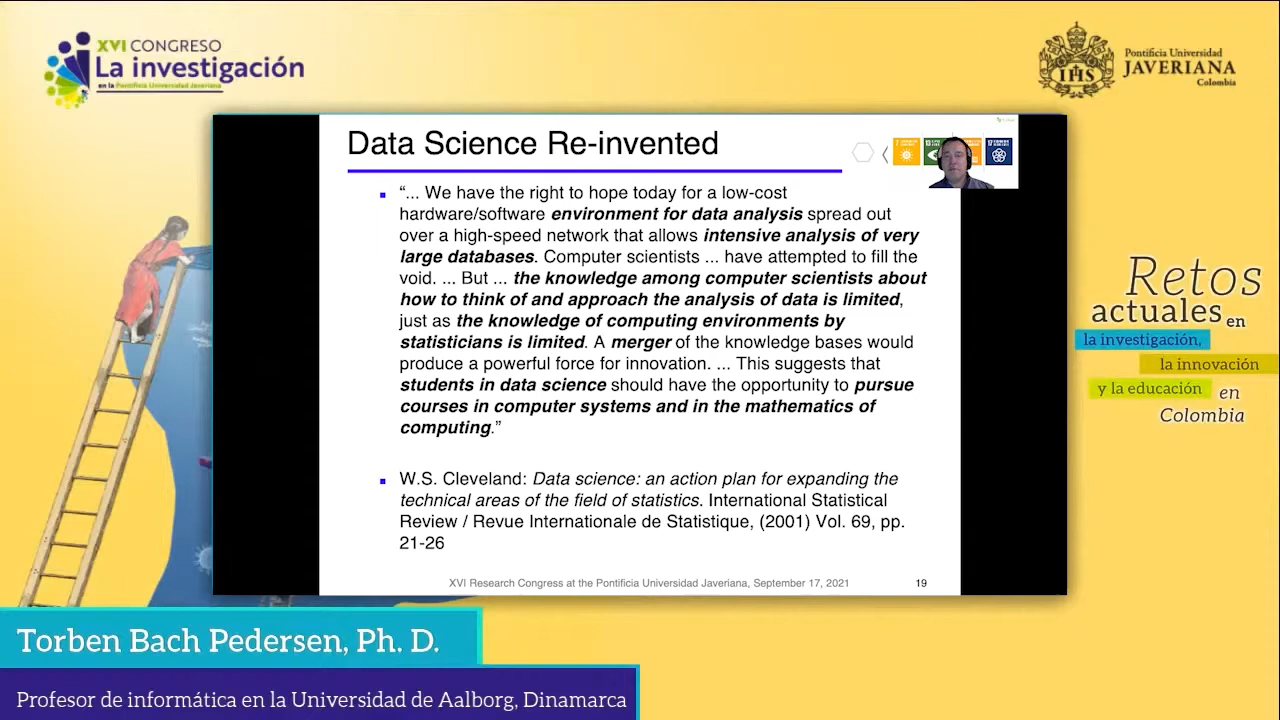 XVI CONGRESO
La investigación
en la Pontificia Universidad Javeriana
Pontificia Universidad
JAVERIANA
Colombia
IHS
Data Science Re-invented
“... We have the right to hope today for a low-cost
hardware/software environment for data analysis spread out
over a high-speed network that allows intensive analysis of very
large databases. Computer scientists ... have attempted to fill the
void. ... But ... the knowledge among computer scientists about
how to think of and approach the analysis of data is limited,
just as the knowledge of computing environments by
statisticians is limited. A merger of the knowledge bases would
produce a powerful force for innovation. ... This suggests that
students in data science should have the opportunity to pursue
courses in computer systems and in the mathematics of
computing.”
W.S. Cleveland: Data science: an action plan for expanding the
technical areas of the field of statistics. International Statistical
Review / Revue Internationale de Statistique, (2001) Vol. 69, pp.
21-26
XVI Research Congress at the Pontificia Universidad Javeriana, September 17, 2021
19
Retos
actuales en
la investigación,
la innovación
y la educación
en
Colombia
Torben Bach Pedersen, Ph. D.
Profesor de informática en la Universidad de Aalborg, Dinamarca